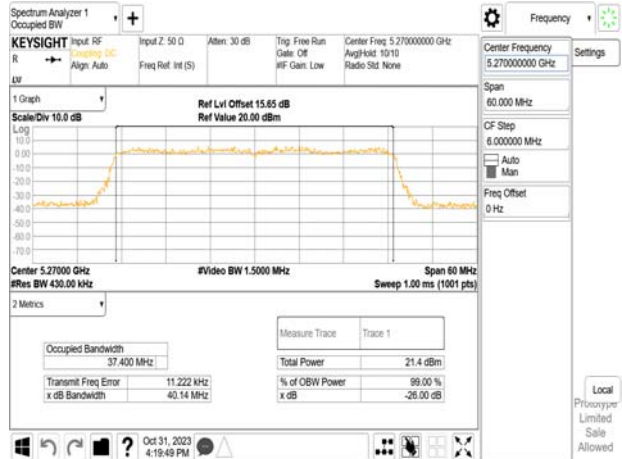 Spectrum Analyzer 1
Occupied BW
+
Frequency
KEYSIGHT Input: RF Input Z: 50 Ω Atten: 30 dB Trig: Free Run Center Freq: 5.270000000 GHz
R Coupling: DC Gate: Off Avg|Hold: 10/10
Align: Auto Freq Ref: Int (S) #IF Gain: Low Radio Std: None
LXI
Center Frequency
5.270000000 GHz
Settings
Span
60.000 MHz
CF Step
6.000000 MHz
Auto
Man
Freq Offset
0 Hz
1 Graph
Ref Lvl Offset 15.65 dB
Scale/Div 10.0 dB Ref Value 20.00 dBm
Log
10.0
0.00
-10.0
-20.0
-30.0
-40.0
-50.0
-60.0
-70.0
Center 5.27000 GHz #Video BW 1.5000 MHz Span 60 MHz
#Res BW 430.00 kHz Sweep 1.00 ms (1001 pts)
2 Metrics
Measure Trace Trace 1
Occupied Bandwidth
37.400 MHz Total Power 21.4 dBm
Transmit Freq Error 11.222 kHz % of OBW Power 99.00 %
x dB Bandwidth 40.14 MHz x dB -26.00 dB
Local
Prototype
Limited
Sale
Allowed
? Oct 31, 2023
4:19:49 PM